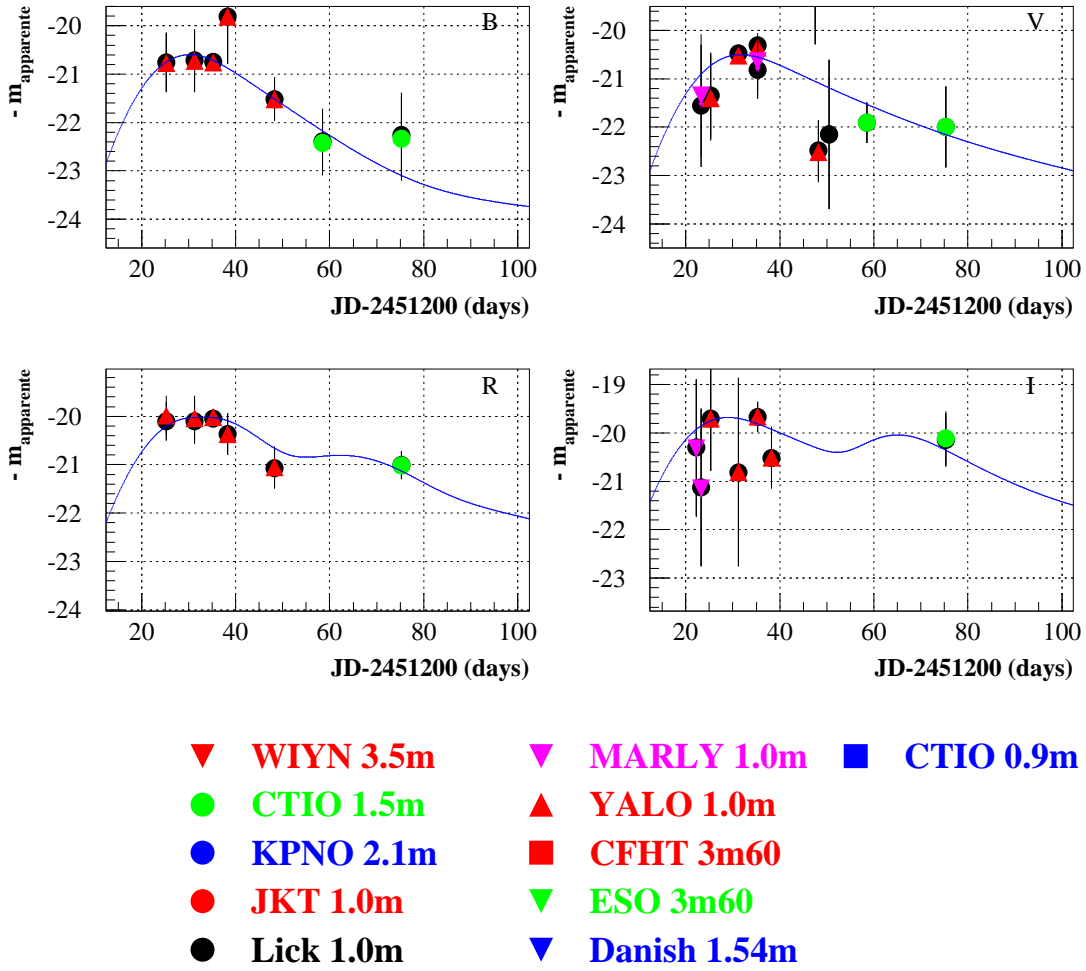 B
- m apparente
-20
-21
-22
-23
-24
20 40 60 80 100
JD-2451200 (days)
V
- m apparente
-20
-21
-22
-23
-24
20 40 60 80 100
JD-2451200 (days)
R
- m apparente
-20
-21
-22
-23
-24
20 40 60 80 100
JD-2451200 (days)
I
- m apparente
-19
-20
-21
-22
-23
20 40 60 80 100
JD-2451200 (days)
WIYN 3.5m
MARLY 1.0m
CTIO 0.9m
CTIO 1.5m
YALO 1.0m
KPNO 2.1m
CFHT 3m60
JKT 1.0m
ESO 3m60
Lick 1.0m
Danish 1.54m